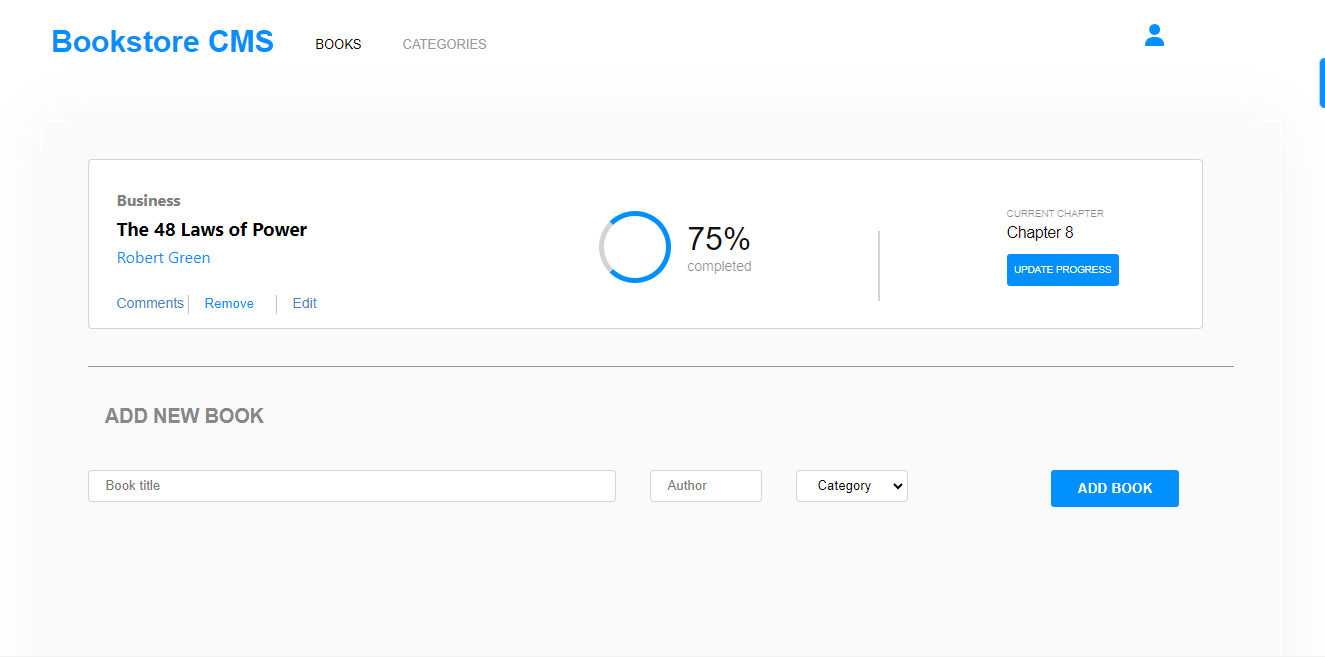 Bookstore CMS
BOOKS
CATEGORIES
Business
The 48 Laws of Power
Robert Green
Comments
Remove
Edit
75%
completed
CURRENT CHAPTER
Chapter 8
UPDATE PROGRESS
ADD NEW BOOK
Book title
Author
Category
ADD BOOK